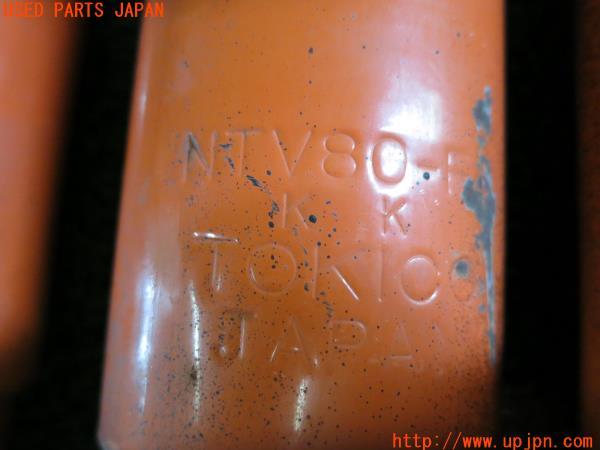 USED PARTS JAPAN
NTV80-F
K K
TOKICO
JAPAN
http://www.upjpn.com/